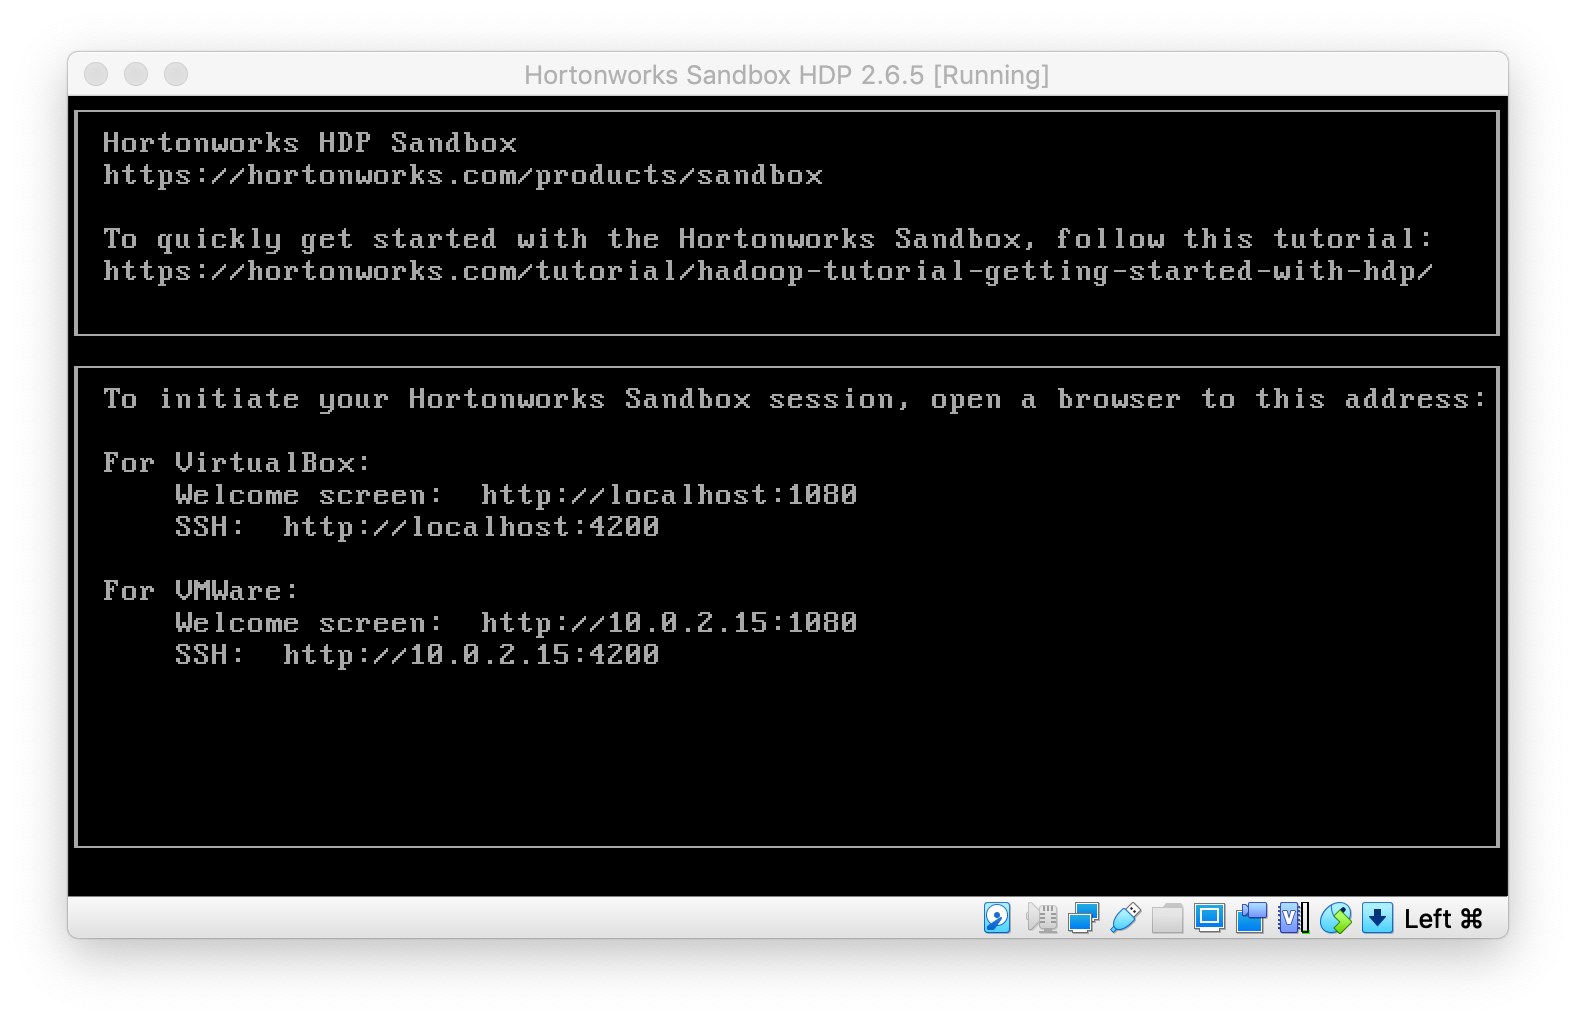 Hortonworks Sandbox HDP 2.6.5 [Running]
Hortonworks HDP Sandbox
https://hortonworks.com/products/sandbox
To quickly get started with the Hortonworks Sandbox, follow this tutorial:
https://hortonworks.com/tutorial/hadoop-tutorial-getting-started-with-hdp/
To initiate your Hortonworks Sandbox session, open a browser to this address:
For VirtualBox:
Welcome screen:  http://localhost:1080
SSH:  http://localhost:4200
For VMWare:
Welcome screen:  http://10.0.2.15:1080
SSH:  http://10.0.2.15:4200
Left ⌘